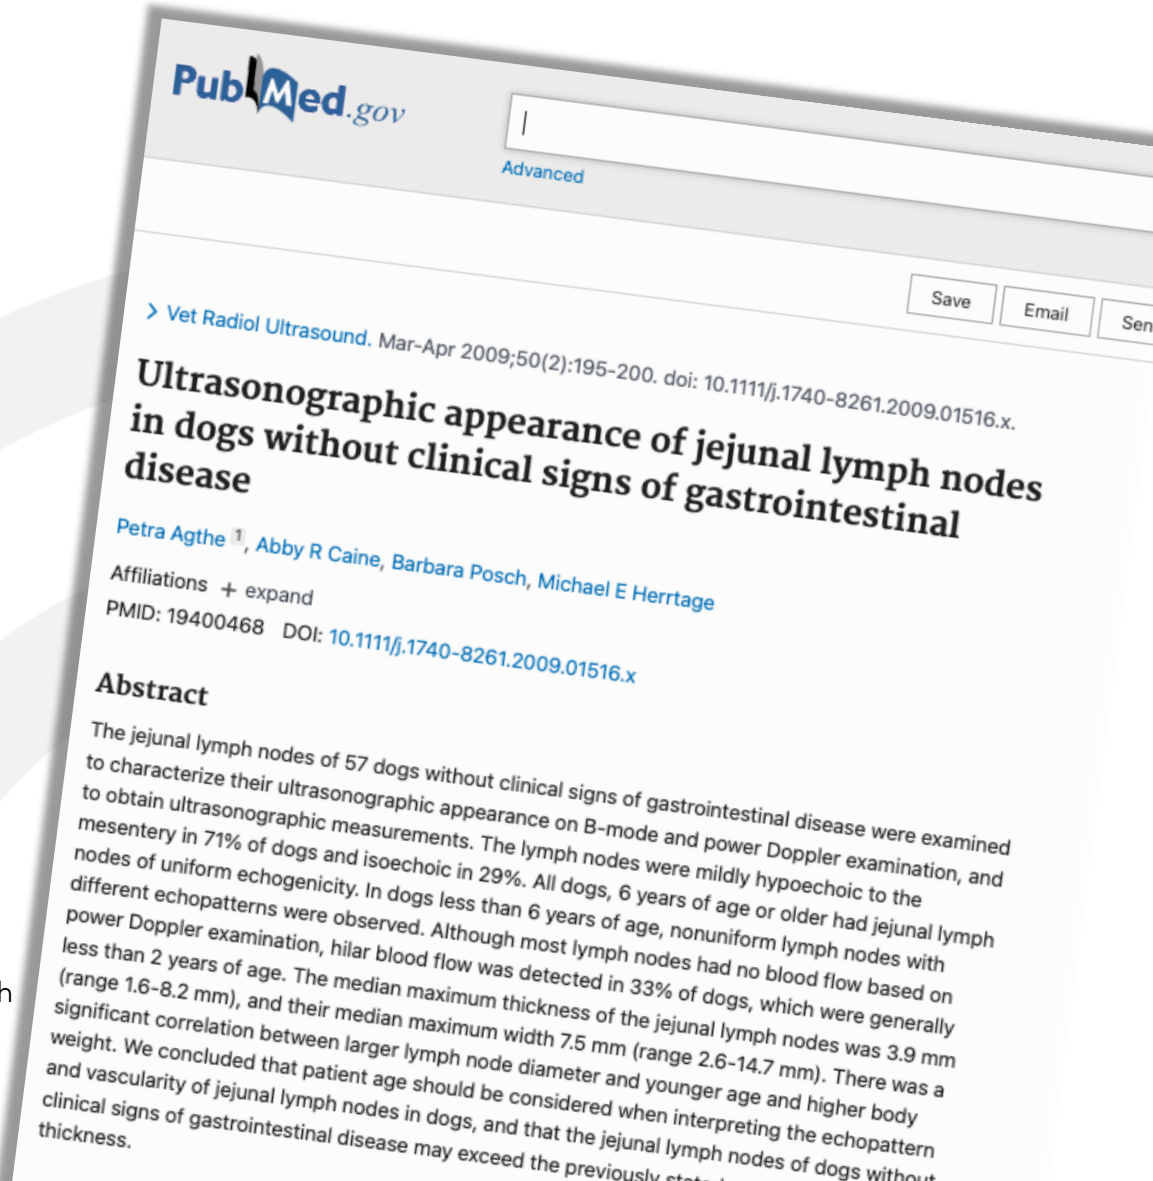 PubMed.gov
Advanced
Save
Email
Sen
Vet Radiol Ultrasound. Mar-Apr 2009;50(2):195-200. doi: 10.1111/j.1740-8261.2009.01516.x.
Ultrasonographic appearance of jejunal lymph nodes
in dogs without clinical signs of gastrointestinal
disease
Petra Agthe 1, Abby R Caine, Barbara Posch, Michael E Herrtage
Affiliations + expand
PMID: 19400468 DOI: 10.1111/j.1740-8261.2009.01516.x
Abstract
The jejunal lymph nodes of 57 dogs without clinical signs of gastrointestinal disease were examined
to characterize their ultrasonographic appearance on B-mode and power Doppler examination, and
to obtain ultrasonographic measurements. The lymph nodes were mildly hypoechoic to the
mesentery in 71% of dogs and isoechoic in 29%. All dogs, 6 years of age or older had jejunal lymph
nodes of uniform echogenicity. In dogs less than 6 years of age, nonuniform lymph nodes with
different echopatterns were observed. Although most lymph nodes had no blood flow based on
power Doppler examination, hilar blood flow was detected in 33% of dogs, which were generally
less than 2 years of age. The median maximum thickness of the jejunal lymph nodes was 3.9 mm
(range 1.6-8.2 mm), and their median maximum width 7.5 mm (range 2.6-14.7 mm). There was a
significant correlation between larger lymph node diameter and younger age and higher body
weight. We concluded that patient age should be considered when interpreting the echopattern
and vascularity of jejunal lymph nodes in dogs, and that the jejunal lymph nodes of dogs without
clinical signs of gastrointestinal disease may exceed the previously
thickness.
h